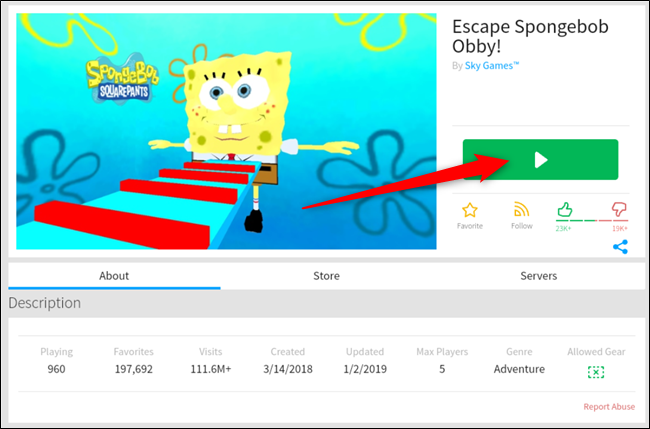 SpongeBob
SQUAREPANTS
Escape Spongebob
Obby!
By Sky Games™
Favorite
Follow
23K+
19K+
About
Store
Servers
Description
Playing
Favorites
Visits
Created
Updated
Max Players
Genre
Allowed Gear
960
197,692
111.6M+
3/14/2018
1/2/2019
5
Adventure
Report Abuse